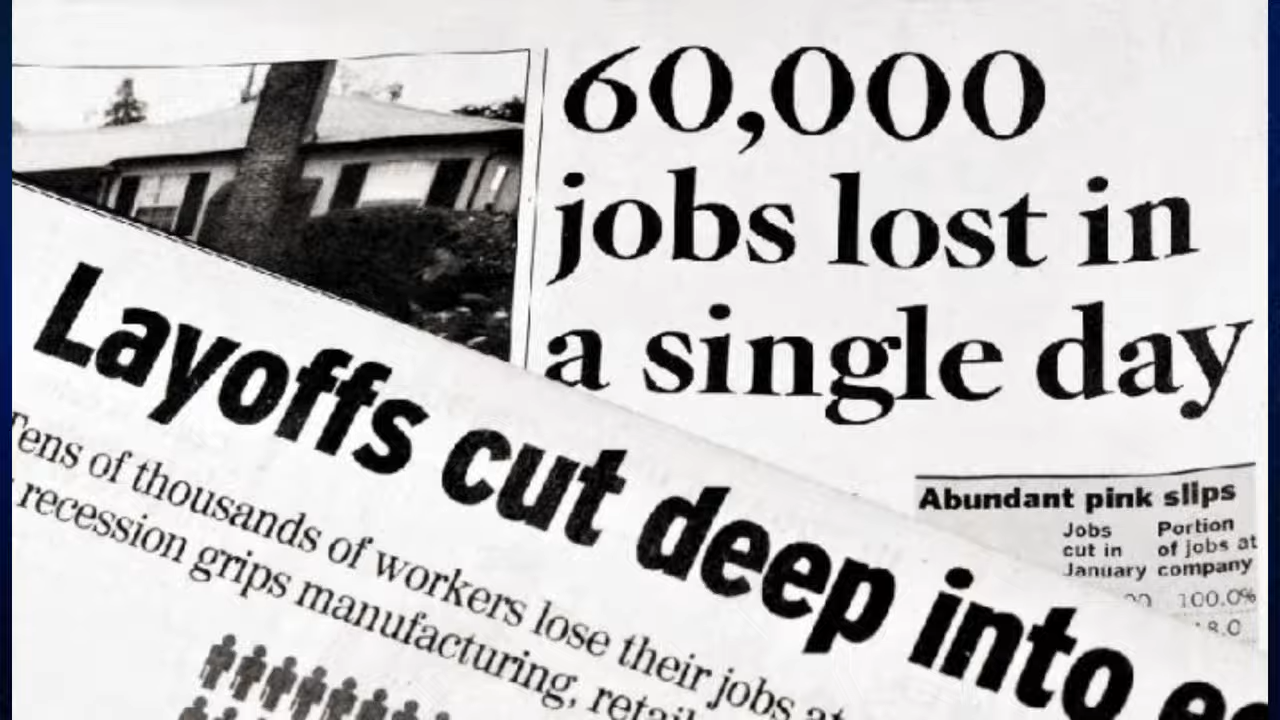 60,000
jobs lost in
a single day
Layoffs cut deep into
Tens of thousands of workers lose their jobs
recession grips manufacturing,
Abundant pink slips
Jobs
cut in
January
Portion
of jobs at
company
100.0%